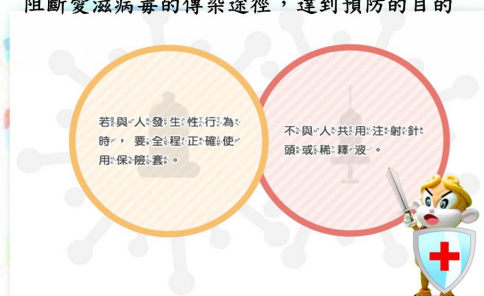 阻斷愛滋病毒的傳染途徑，達到預防的目的
若與人發生性行為
時，要全程正確使
用保險套。
不與人共用注射針
頭或稀釋液。